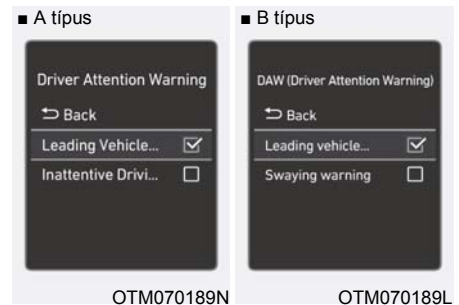 ■ A típus
Driver Attention Warning
⮌ Back
Leading Vehicle...
Inattentive Drivi...
OTM070189N
■ B típus
DAW (Driver Attention Warning)
⮌ Back
Leading vehicle...
Swaying warning
OTM070189L